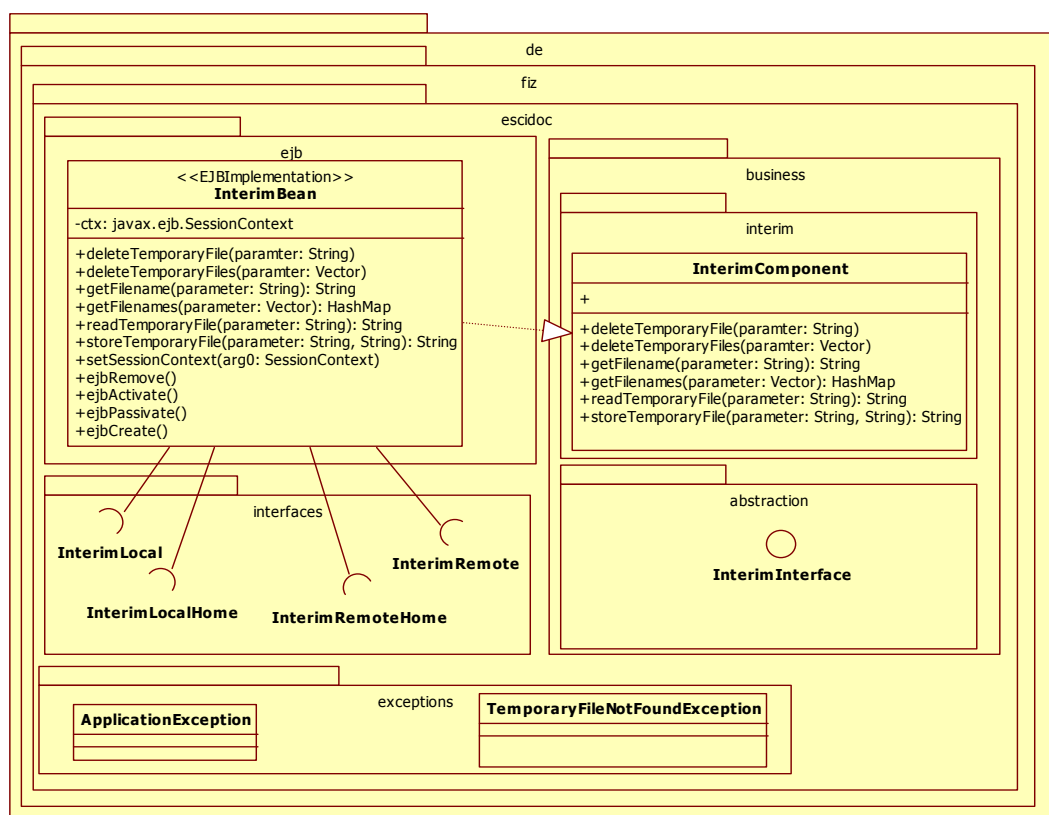 de
fiz
escidoc
ejb
<<EJBImplementation>>
InterimBean
-ctx: javax.ejb.SessionContext
+deleteTemporaryFile(paramter: String)
+deleteTemporaryFiles(paramter: Vector)
+getFilename(parameter: String): String
+getFilenames(parameter: Vector): HashMap
+readTemporaryFile(parameter: String): String
+storeTemporaryFile(parameter: String, String): String
+setSessionContext(arg0: SessionContext)
+ejbRemove()
+ejbActivate()
+ejbPassivate()
+ejbCreate()
business
interim
InterimComponent
+
+deleteTemporaryFile(paramter: String)
+deleteTemporaryFiles(paramter: Vector)
+getFilename(parameter: String): String
+getFilenames(parameter: Vector): HashMap
+readTemporaryFile(parameter: String): String
+storeTemporaryFile(parameter: String, String): String
interfaces
InterimLocal
InterimRemote
InterimLocalHome
InterimRemoteHome
abstraction
InterimInterface
exceptions
ApplicationException
TemporaryFileNotFoundException